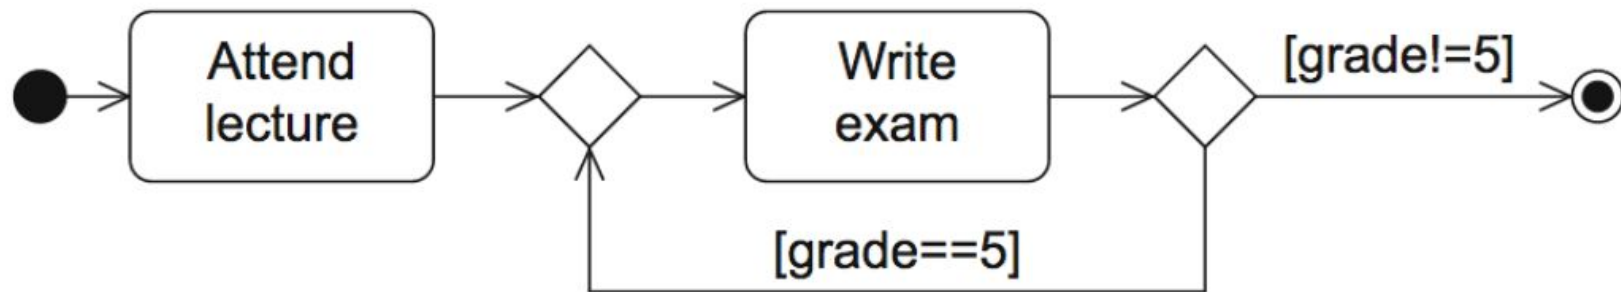 Attend
lecture
Write
exam
[grade!=5]
[grade==5]